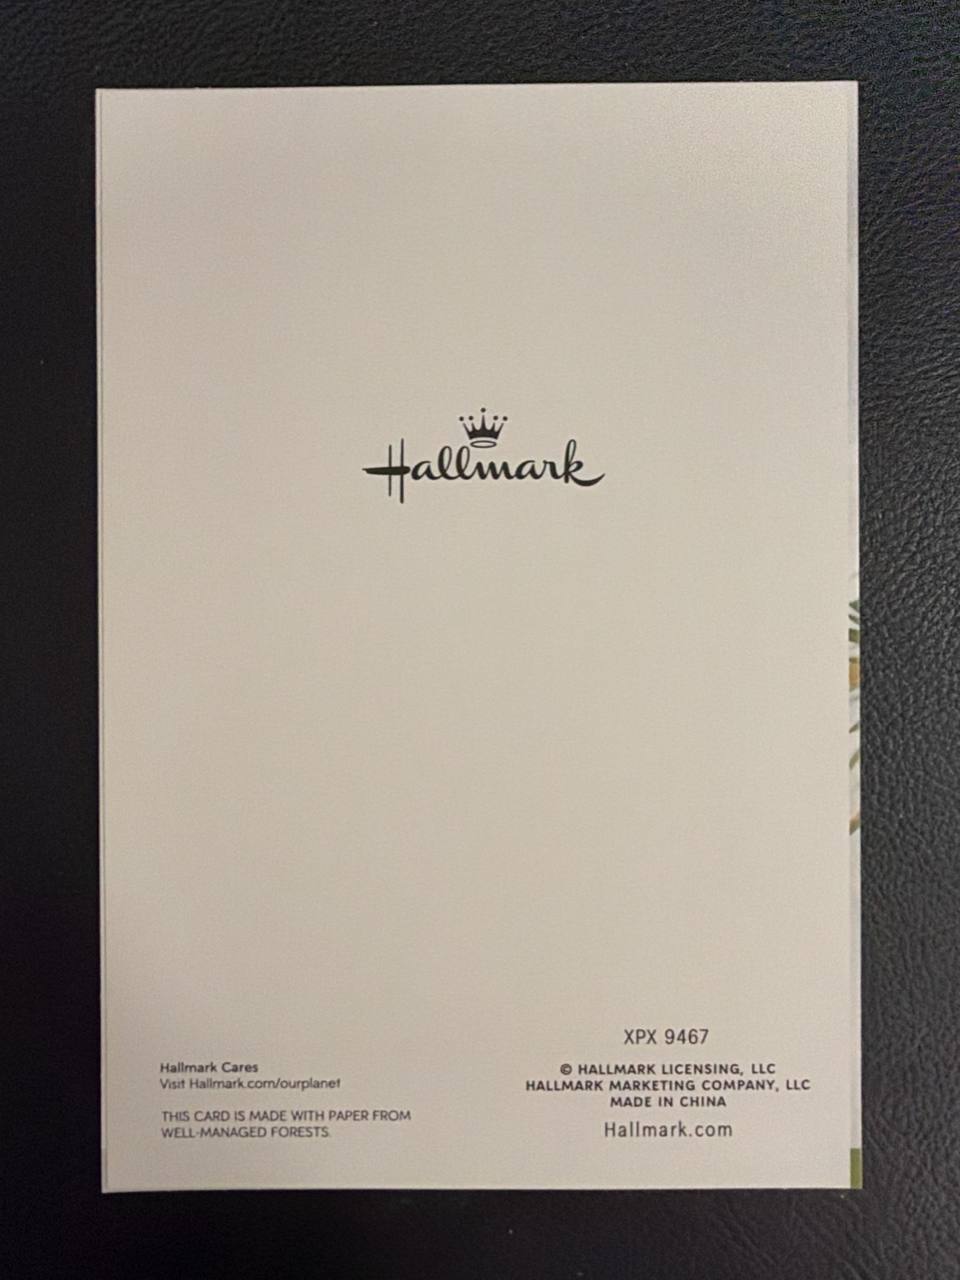 Hallmark
XPX 9467
Hallmark Cares
Visit Hallmark.com/ourplanet
THIS CARD IS MADE WITH PAPER FROM
WELL-MANAGED FORESTS.
© HALLMARK LICENSING, LLC
HALLMARK MARKETING COMPANY, LLC
MADE IN CHINA
Hallmark.com